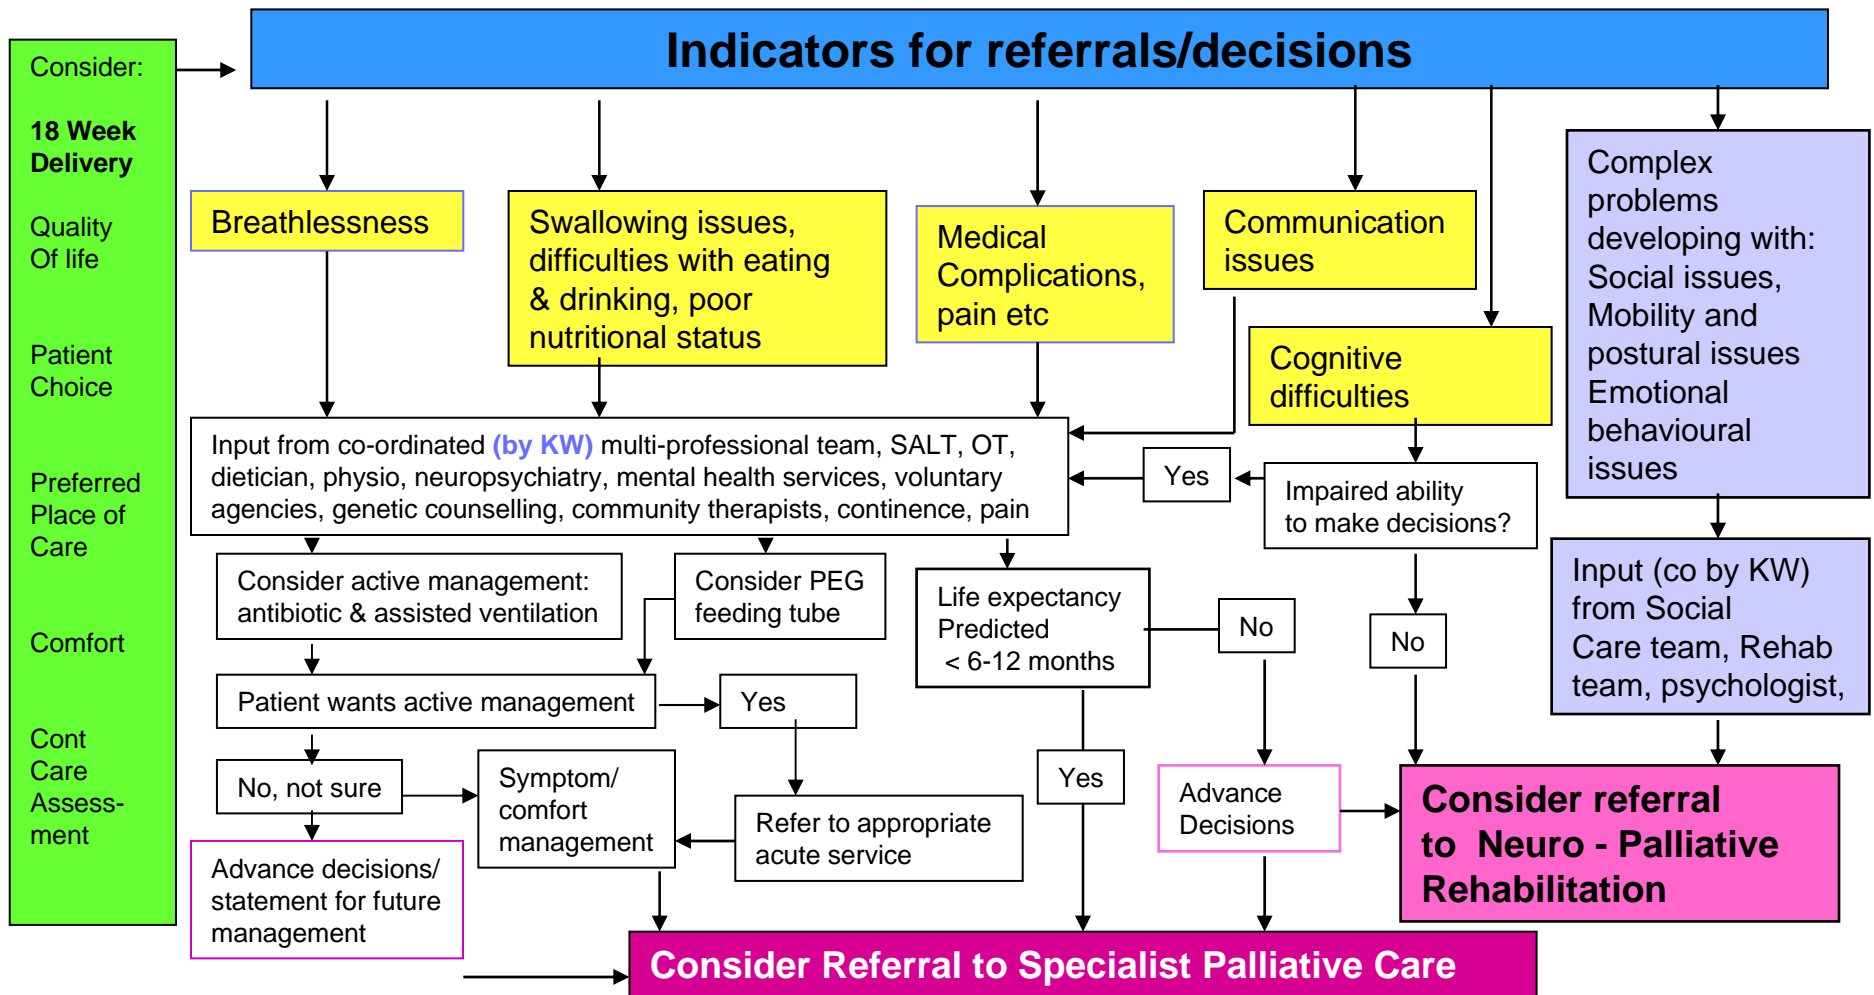 Indicators for referrals/decisions
Consider:
18 Week
Delivery
Quality
Of life
Patient
Choice
Preferred
Place of
Care
Comfort
Cont
Care
Assess-
ment
Breathlessness
Swallowing issues,
difficulties with eating
& drinking, poor
nutritional status
Medical
Complications,
pain etc
Communication
issues
Cognitive
difficulties
Complex
problems
developing with:
Social issues,
Mobility and
postural issues
Emotional
behavioural
issues
Input from co-ordinated (by KW) multi-professional team, SALT, OT,
dietician, physio, neuropsychiatry, mental health services, voluntary
agencies, genetic counselling, community therapists, continence, pain
Yes
Impaired ability
to make decisions?
Consider active management:
antibiotic & assisted ventilation
Consider PEG
feeding tube
Life expectancy
Predicted
< 6-12 months
No
No
Input (co by KW)
from Social
Care team, Rehab
team, psychologist,
Patient wants active management
Yes
No, not sure
Symptom/
comfort
management
Refer to appropriate
acute service
Yes
Advance
Decisions
Consider referral
to Neuro - Palliative
Rehabilitation
Advance decisions/
statement for future
management
Consider Referral to Specialist Palliative Care